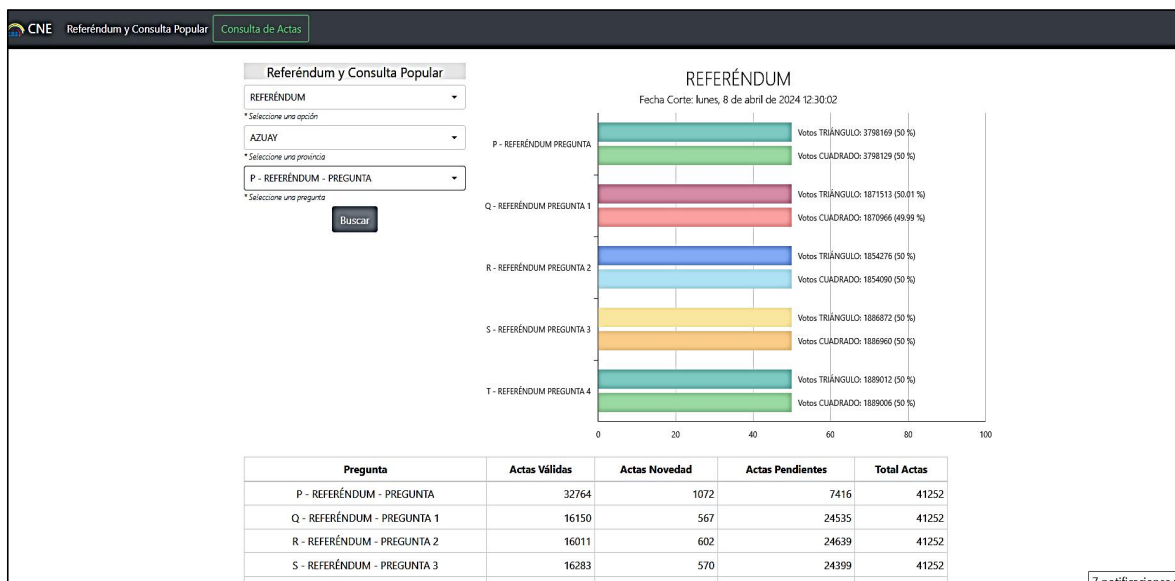 CNE Referéndum y Consulta Popular Consulta de Actas
Referéndum y Consulta Popular
REFERÉNDUM
* Seleccione una opción
AZUAY
* Seleccione una provincia
P - REFERÉNDUM - PREGUNTA
* Seleccione una pregunta
Buscar
REFERÉNDUM
Fecha Corte: lunes, 8 de abril de 2024 12:30:02
P - REFERÉNDUM PREGUNTA
Votos TRIÁNGULO: 3798169 (50 %)
Votos CUADRADO: 3798129 (50 %)
Q - REFERÉNDUM PREGUNTA 1
Votos TRIÁNGULO: 1871513 (50.01 %)
Votos CUADRADO: 1870966 (49.99 %)
R - REFERÉNDUM PREGUNTA 2
Votos TRIÁNGULO: 1854276 (50 %)
Votos CUADRADO: 1854090 (50 %)
S - REFERÉNDUM PREGUNTA 3
Votos TRIÁNGULO: 1886872 (50 %)
Votos CUADRADO: 1886960 (50 %)
T - REFERÉNDUM PREGUNTA 4
Votos TRIÁNGULO: 1889012 (50 %)
Votos CUADRADO: 1889006 (50 %)
0 20 40 60 80 100
Pregunta Actas Válidas Actas Novedad Actas Pendientes Total Actas
P - REFERÉNDUM - PREGUNTA 32764 1072 7416 41252
Q - REFERÉNDUM - PREGUNTA 1 16150 567 24535 41252
R - REFERÉNDUM - PREGUNTA 2 16011 602 24639 41252
S - REFERÉNDUM - PREGUNTA 3 16283 570 24399 41252